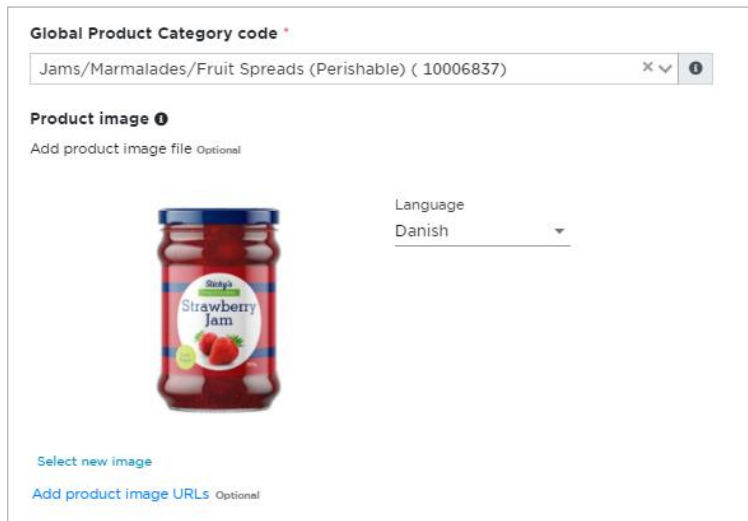 Global Product Category code *
Jams/Marmalades/Fruit Spreads (Perishable) ( 10006837)
Product image
Add product image file Optional
Language
Danish
Sticky's
Strawberry
Jam
Select new image
Add product image URLs Optional